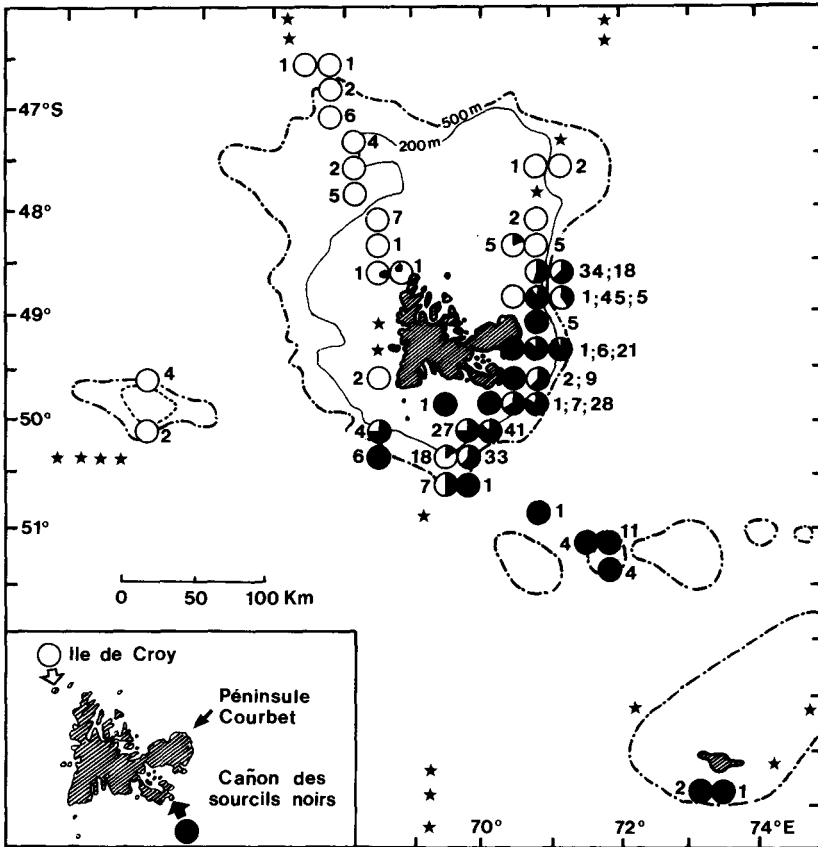 1 1
2
6
47°S
500 m
200 m
4
2
1 2
5
48°
7
2
1
5 5
1 1
34 ; 18
1 ; 45 ; 5
49°
5
1 ; 6 ; 21
4
2
2 ; 9
50°
1
1 ; 7 ; 28
2
4
27
41
6
18
33
7
1
51°
1
4
11
4
0 50 100 Km
Ile de Croy
Péninsule
Courbet
Cañon des
sourcils noirs
2 1
70° 72° 74°E